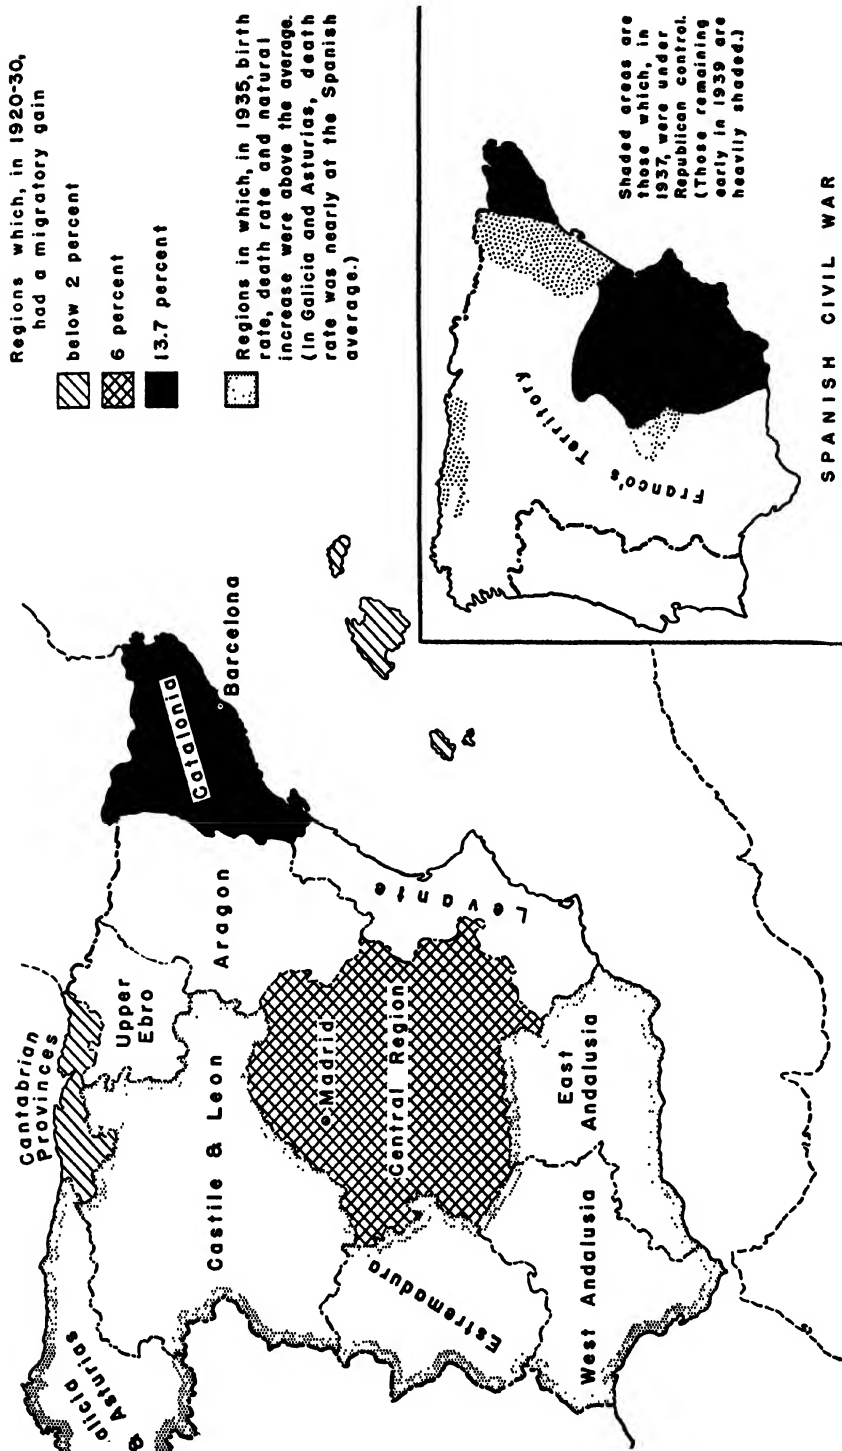 Regions which, in 1920-30,
had a migratory gain
below 2 percent
6 percent
13.7 percent
Regions in which, in 1935, birth
rate, death rate and natural
increase were above the average.
(In Galicia and Asturias, death
rate was nearly at the Spanish
average.)
Cantabrian
Provinces
alicia
& Asturias
Upper
Ebro
Castile & Leon
Aragon
Catalonia
Barcelona
Madrid
Central Region
Levante
Estremadura
West Andalusia
East
Andalusia
Shaded areas are
those which, in
1937, were under
Republican control.
(Those remaining
early in 1939 are
heavily shaded.)
Franco's Territory
SPANISH CIVIL WAR